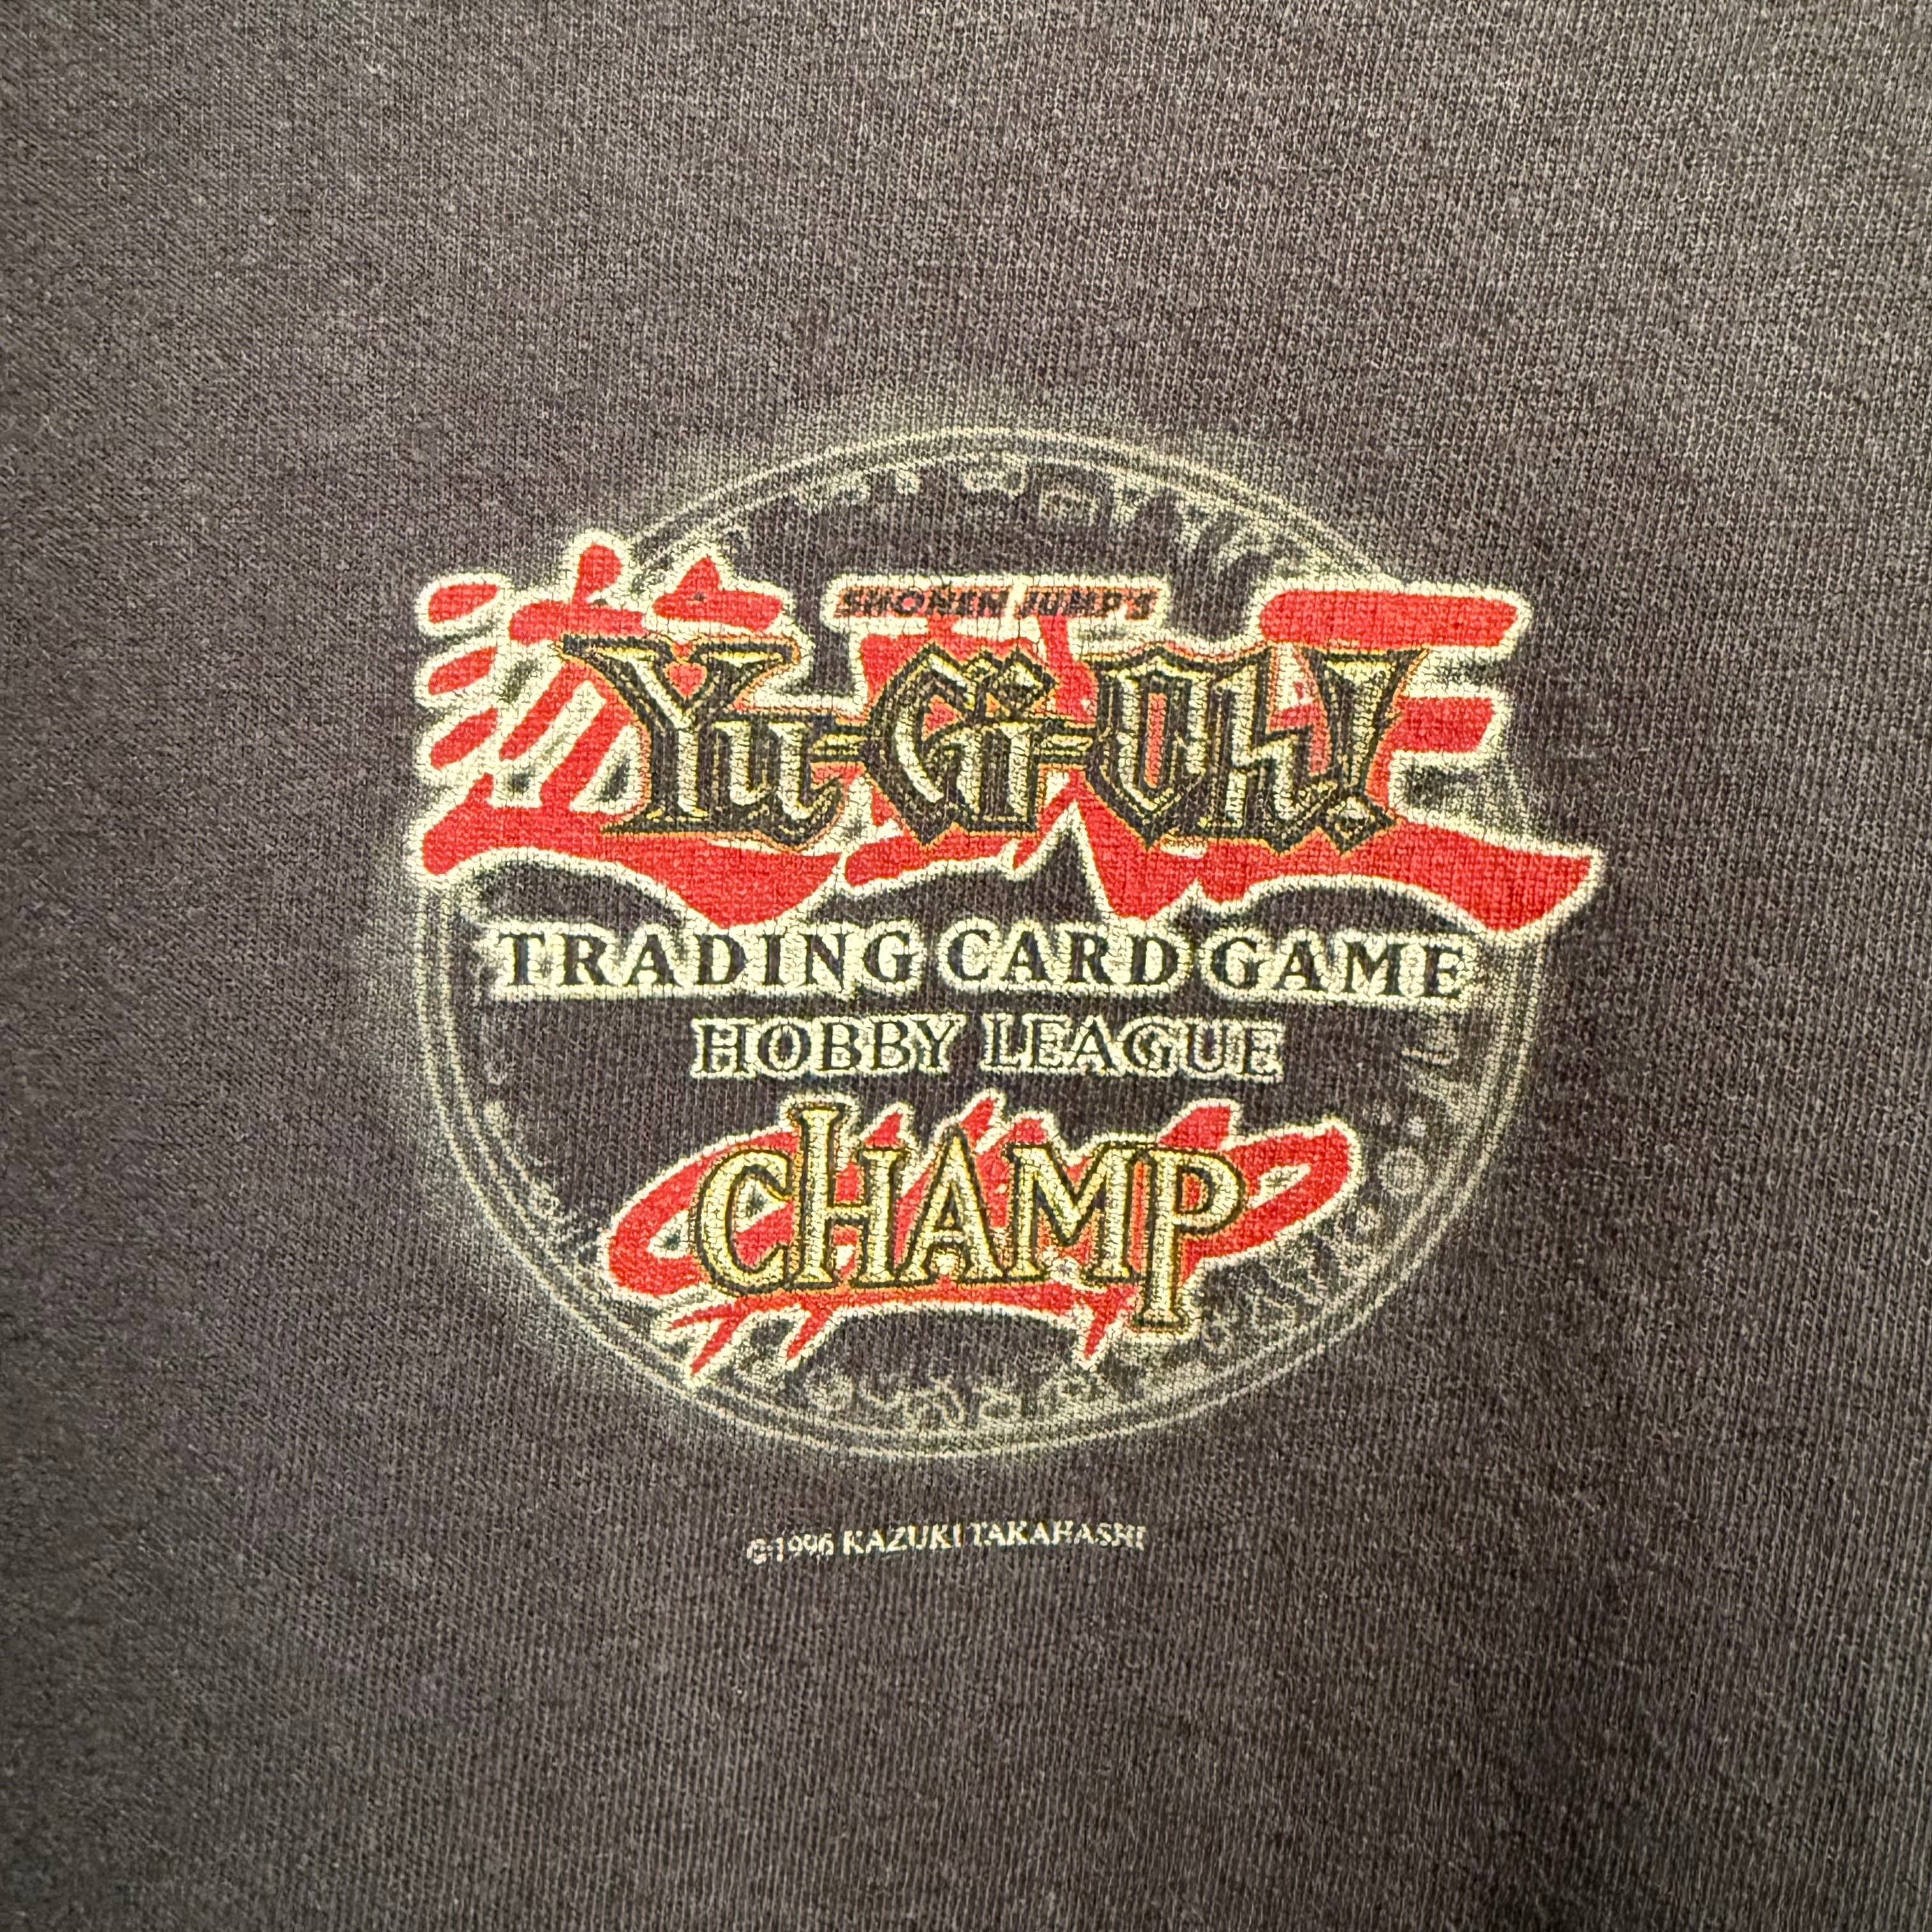 SHONEN JUMP'S
Yu-Gi-Oh!
TRADING CARD GAME
HOBBY LEAGUE
CHAMP
©1996 KAZUKI TAKAHASHI